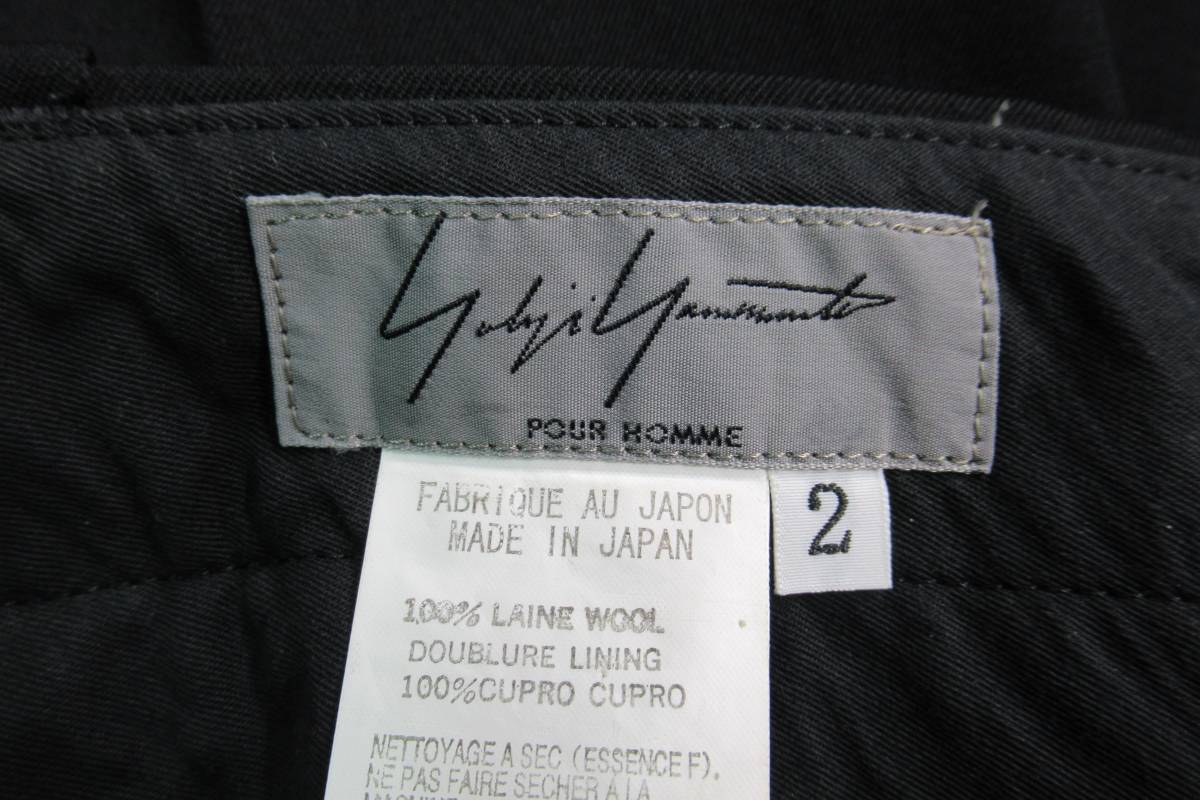 Yohji Yamamoto
POUR HOMME
2
FABRIQUE AU JAPON
MADE IN JAPAN
100% LAINE WOOL
DOUBLURE LINING
100%CUPRO CUPRO
NETTOYAGE A SEC (ESSENCE F).
NE PAS FAIRE SECHER A LA
MACHINE